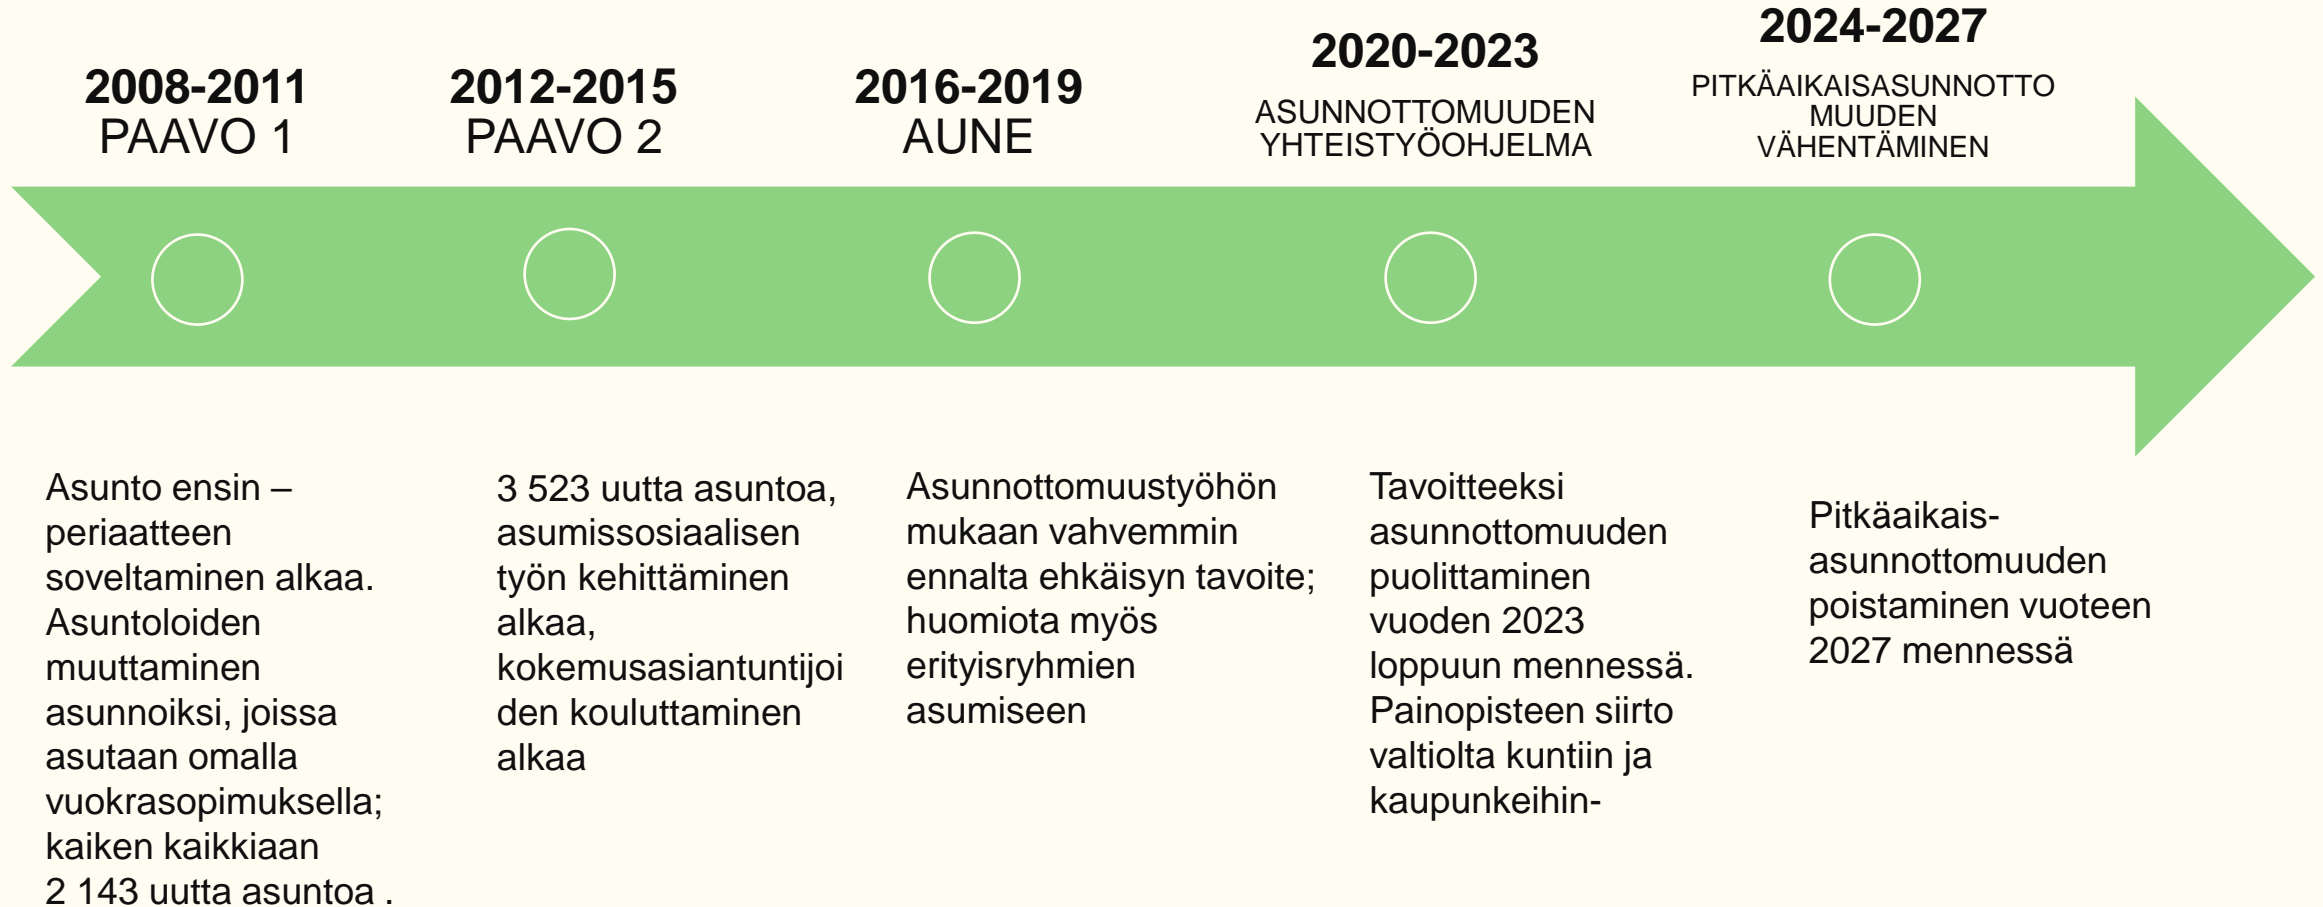 2008-2011
PAAVO 1
2012-2015
PAAVO 2
2016-2019
AUNE
2020-2023
ASUNNOTTOMUUDEN
YHTEISTYÖOHJELMA
2024-2027
PITKÄAIKAISASUNNOTTO
MUUDEN
VÄHENTÄMINEN
Asunto ensin –
periaatteen
soveltaminen alkaa.
Asuntoloiden
muuttaminen
asunnoiksi, joissa
asutaan omalla
vuokrasopimuksella;
kaiken kaikkiaan
2 143 uutta asuntoa .
3 523 uutta asuntoa,
asumissosiaalisen
työn kehittäminen
alkaa,
kokemusasiantuntijoi
den kouluttaminen
alkaa
Asunnottomuustyöhön
mukaan vahvemmin
ennalta ehkäisyn tavoite;
huomiota myös
erityisryhmien
asumiseen
Tavoitteeksi
asunnottomuuden
puolittaminen
vuoden 2023
loppuun mennessä.
Painopisteen siirto
valtiolta kuntiin ja
kaupunkeihin-
Pitkäaikais-
asunnottomuuden
poistaminen vuoteen
2027 mennessä